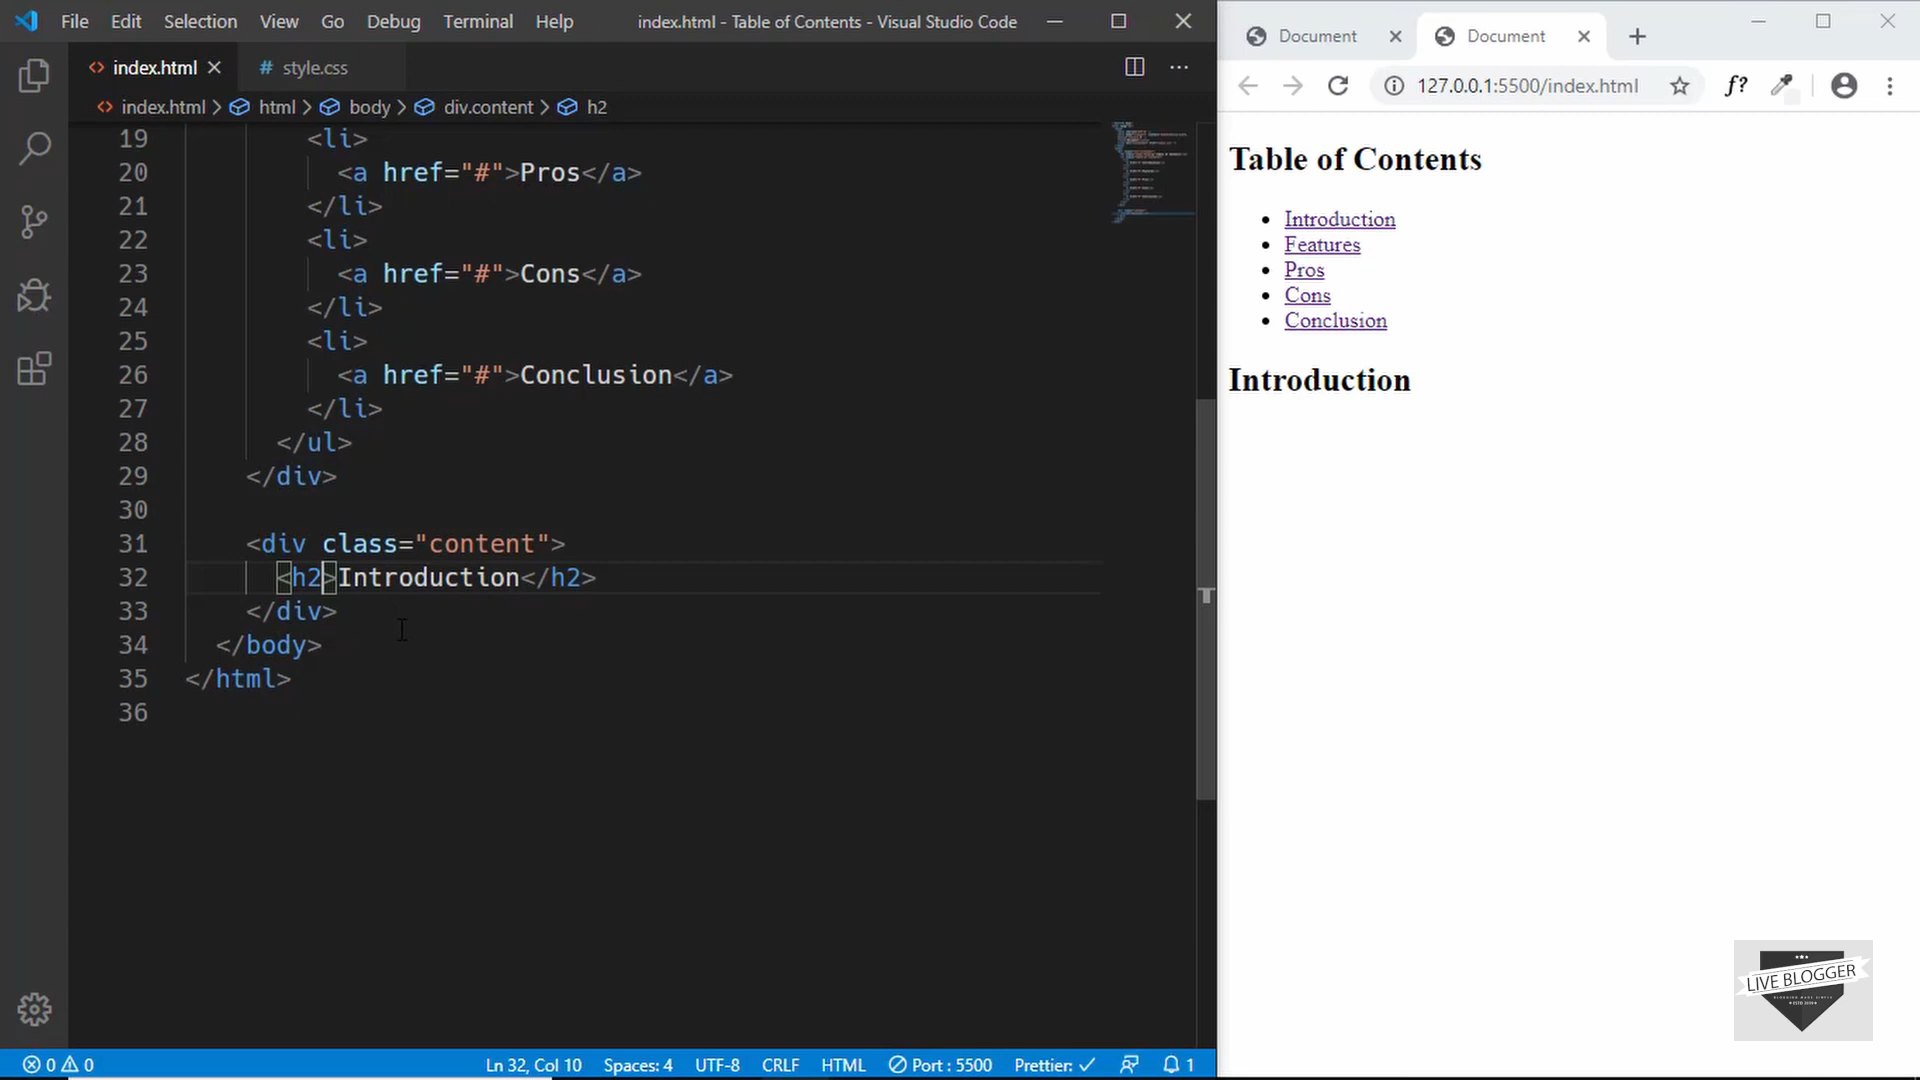 File Edit Selection View Go Debug Terminal Help index.html - Table of Contents - Visual Studio Code
index.html # style.css
index.html > html > body > div.content > h2
19 <li>
20 <a href="#">Pros</a>
21 </li>
22 <li>
23 <a href="#">Cons</a>
24 </li>
25 <li>
26 <a href="#">Conclusion</a>
27 </li>
28 </ul>
29 </div>
30
31 <div class="content">
32 <h2>Introduction</h2>
33 </div>
34 </body>
35 </html>
36
0 0 Ln 32, Col 10 Spaces: 4 UTF-8 CRLF HTML Port : 5500 Prettier: ✓ 1
Document Document
127.0.0.1:5500/index.html f?
Table of Contents
• Introduction
• Features
• Pros
• Cons
• Conclusion
Introduction
LIVE BLOGGER